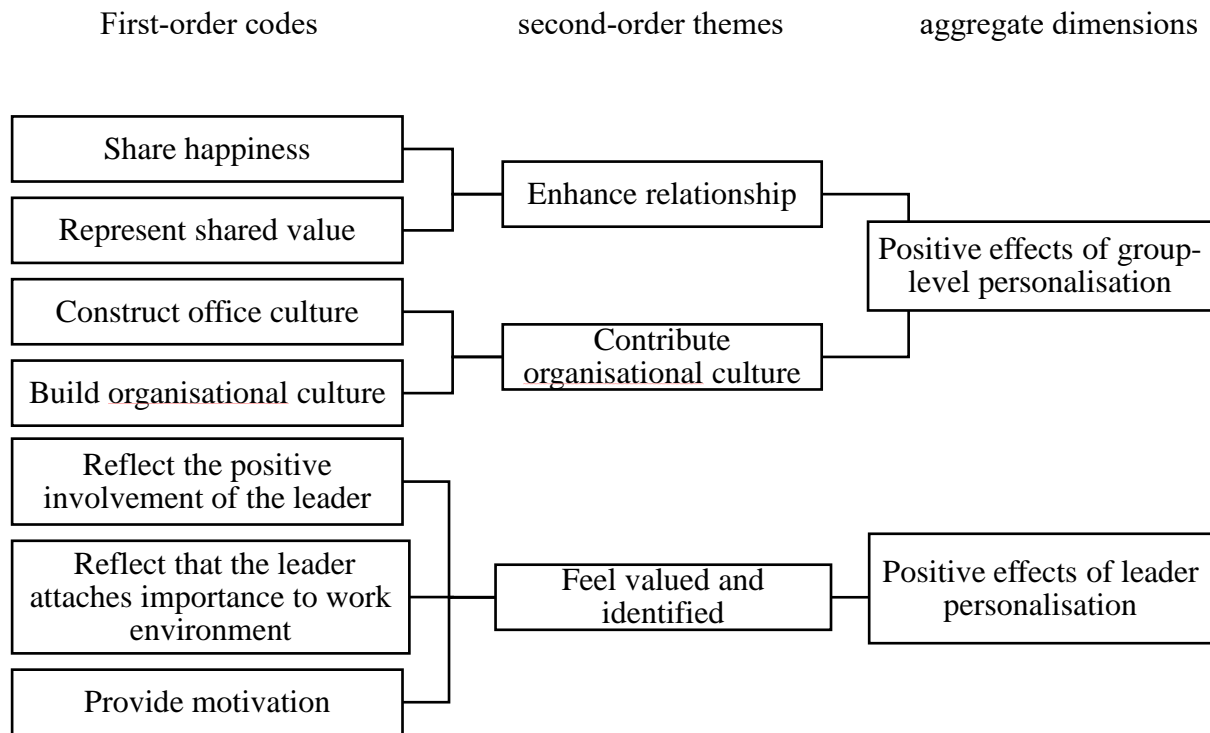 First-order codes
second-order themes
aggregate dimensions
Share happiness
Represent shared value
Enhance relationship
Construct office culture
Build organisational culture
Contribute
organisational culture
Positive effects of group-
level personalisation
Reflect the positive
involvement of the leader
Reflect that the leader
attaches importance to work
environment
Provide motivation
Feel valued and
identified
Positive effects of leader
personalisation